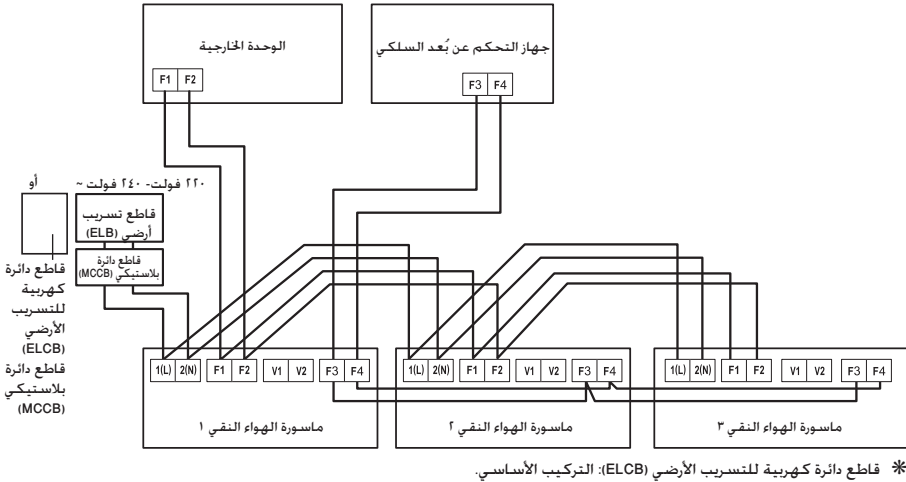 الوحدة الخارجية
جهاز التحكم عن بُعد السلكي
F1 F2
F3 F4
٢٢٠ فولت- ٢٤٠ فولت ~
أو
قاطع تسريب
أرضي (ELB)
قاطع دائرة
بلاستيكي (MCCB)
قاطع دائرة
كهربية
للتسريب
الأرضي
(ELCB)
قاطع دائرة
بلاستيكي
(MCCB)
1(L) 2(N) F1 F2 V1 V2 F3 F4
ماسورة الهواء النقي ١
1(L) 2(N) F1 F2 V1 V2 F3 F4
ماسورة الهواء النقي ٢
1(L) 2(N) F1 F2 V1 V2 F3 F4
ماسورة الهواء النقي ٣
* قاطع دائرة كهربية للتسريب الأرضي (ELCB): التركيب الأساسي.